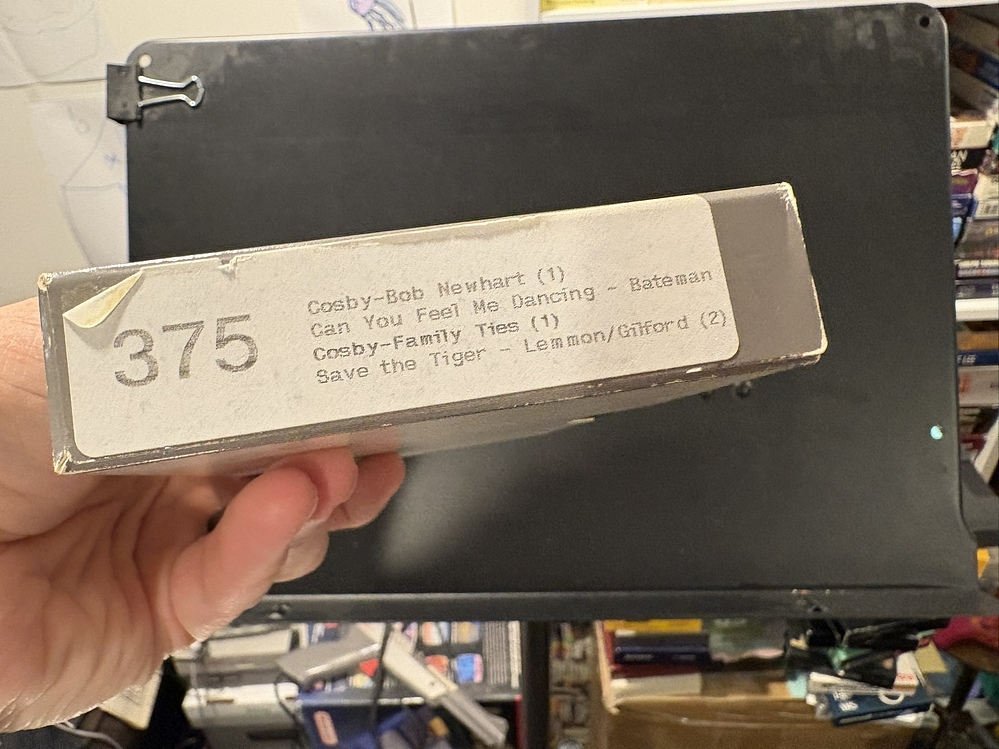 375
Cosby-Bob Newhart (1)
Can You Feel Me Dancing - Bateman
Cosby-Family Ties (1)
Save the Tiger - Lemmon/Gilford (2)